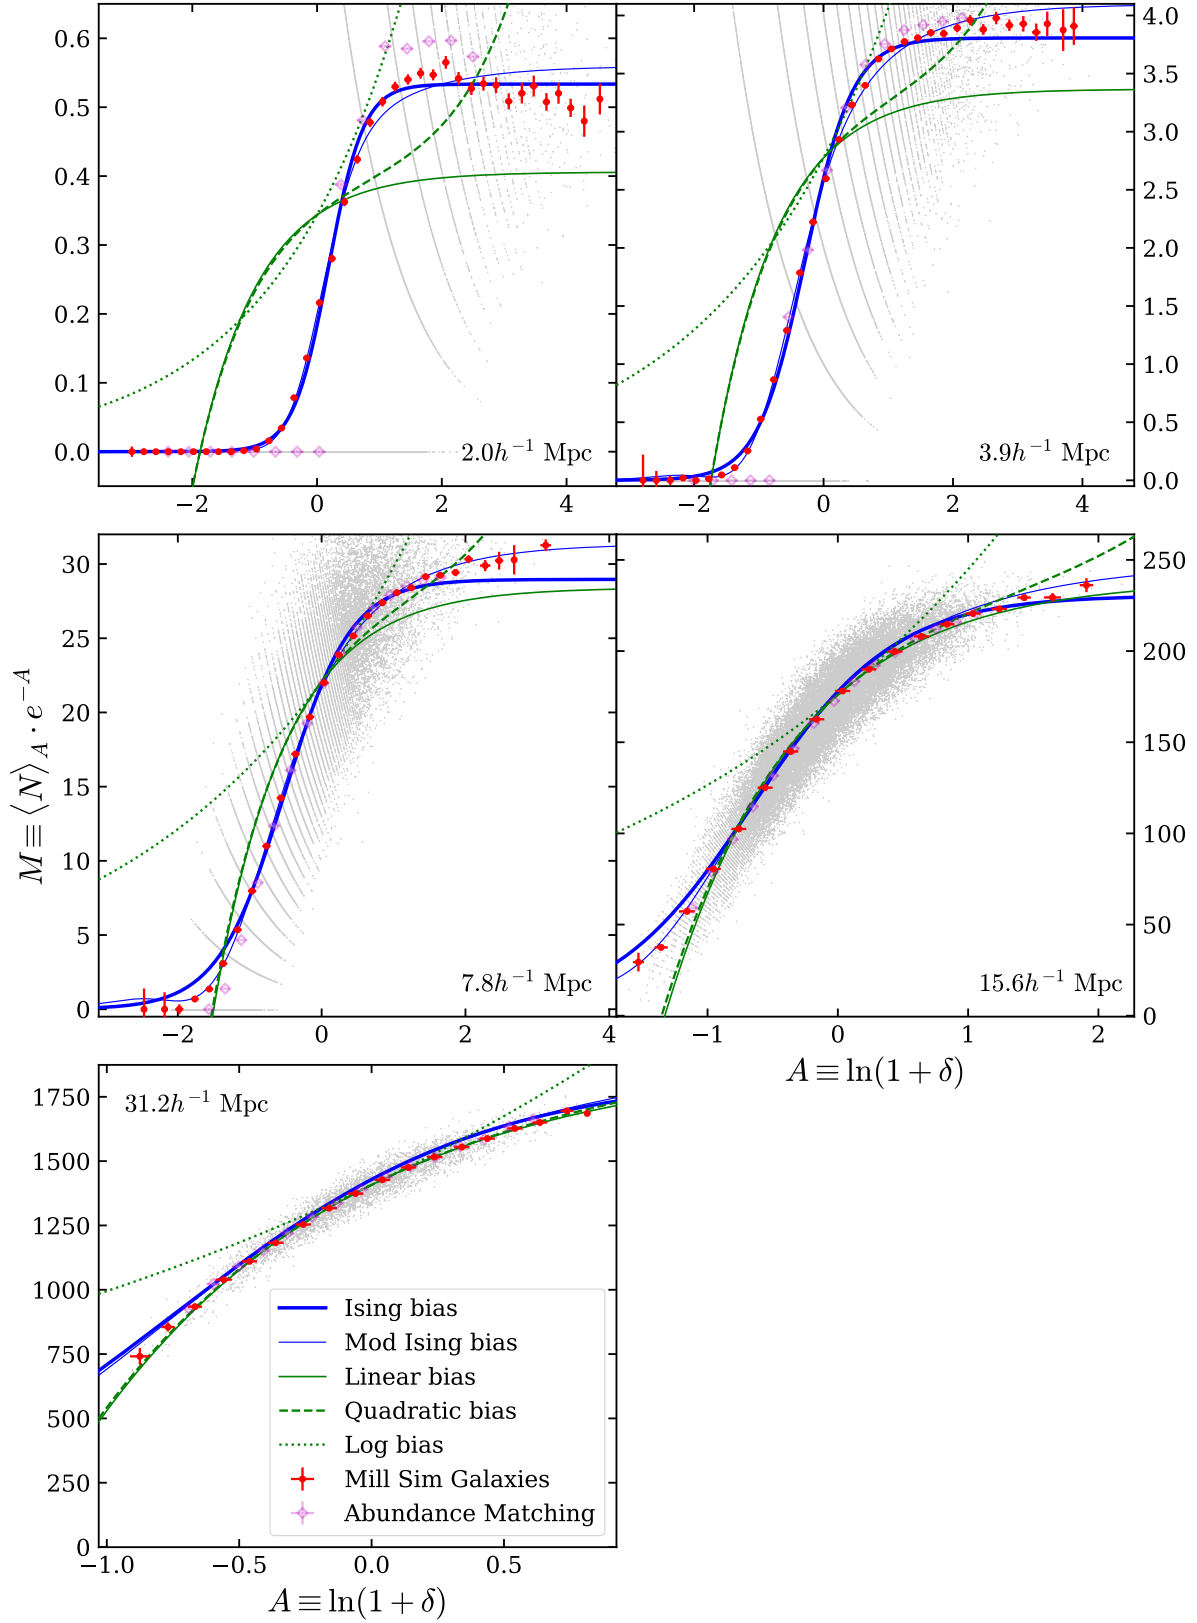 0.6
0.5
0.4
0.3
0.2
0.1
0.0
−2 0 2 4
2.0h⁻¹ Mpc
4.0
3.5
3.0
2.5
2.0
1.5
1.0
0.5
0.0
−2 0 2 4
3.9h⁻¹ Mpc
30
25
20
15
10
5
0
−2 0 2 4
7.8h⁻¹ Mpc
M ≡ ⟨N⟩_A · e^{−A}
250
200
150
100
50
0
−1 0 1 2
15.6h⁻¹ Mpc
A ≡ ln(1 + δ)
1750
1500
1250
1000
750
500
250
0
−1.0 −0.5 0.0 0.5
31.2h⁻¹ Mpc
Ising bias
Mod Ising bias
Linear bias
Quadratic bias
Log bias
Mill Sim Galaxies
Abundance Matching
A ≡ ln(1 + δ)